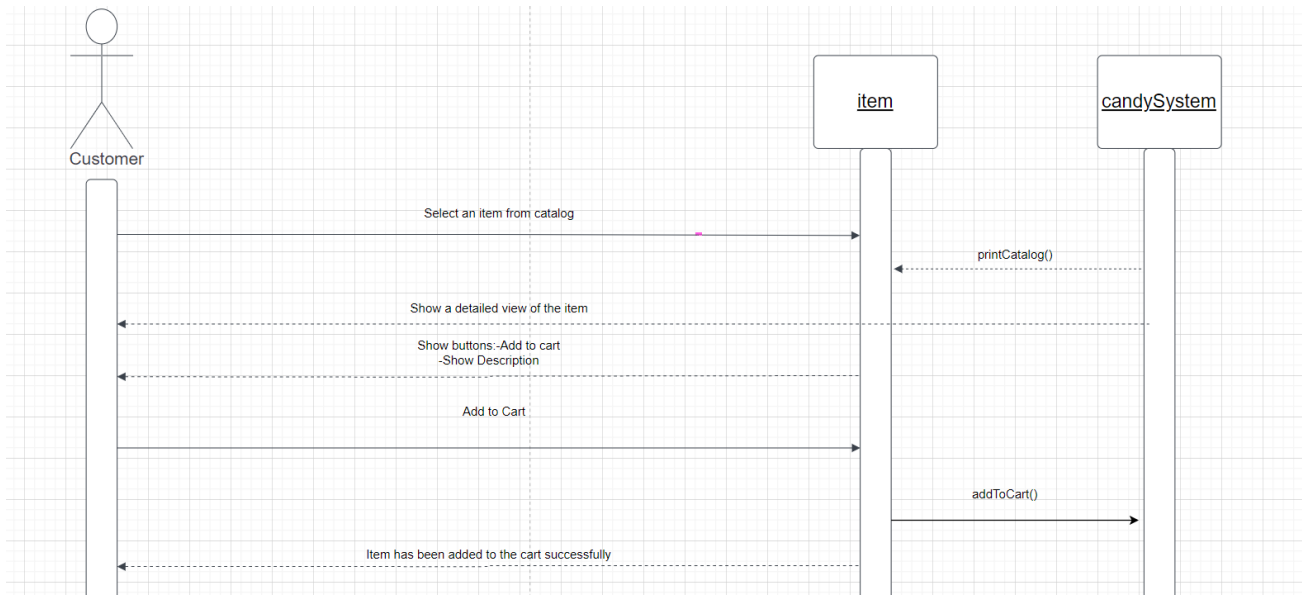 item
candySystem
Customer
Select an item from catalog
printCatalog()
Show a detailed view of the item
Show buttons:-Add to cart
-Show Description
Add to Cart
addToCart()
Item has been added to the cart successfully